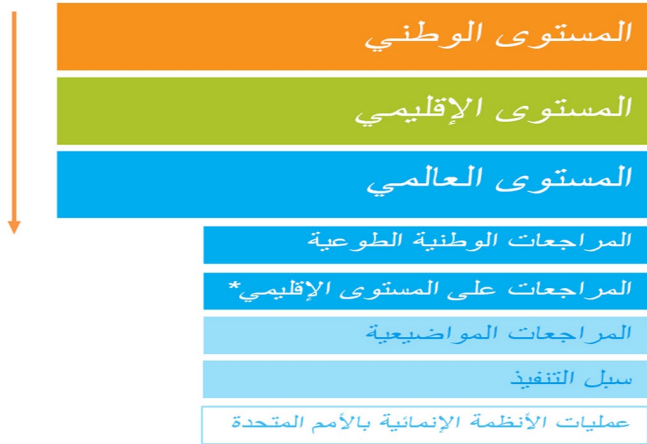 المستوى الوطني
المستوى الإقليمي
المستوى العالمي
المراجعات الوطنية الطوعية
المراجعات على المستوى الإقليمي*
المراجعات المواضيعية
سبل التنفيذ
عمليات الأنظمة الإنمائية بالأمم المتحدة